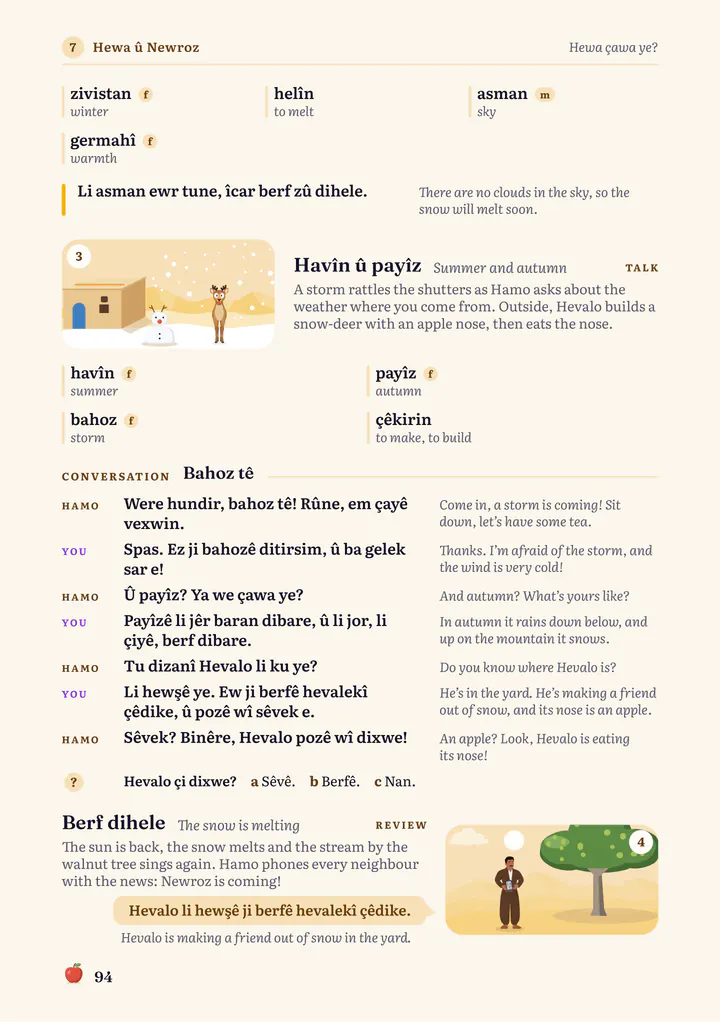 7 Hewa û Newroz
Hewa çawa ye?
zivistan f
winter
helîn
to melt
asman m
sky
germahî f
warmth
Li asman ewr tune, îcar berf zû dihele.
There are no clouds in the sky, so the
snow will melt soon.
3
Havîn û payîz Summer and autumn TALK
A storm rattles the shutters as Hamo asks about the
weather where you come from. Outside, Hevalo builds a
snow-deer with an apple nose, then eats the nose.
havîn f
summer
payîz f
autumn
bahoz f
storm
çêkirin
to make, to build
CONVERSATION Bahoz tê
HAMO Were hundir, bahoz tê! Rûne, em çayê
vexwin.
Come in, a storm is coming! Sit
down, let's have some tea.
YOU Spas. Ez ji bahozê ditirsim, û ba gelek
sar e!
Thanks. I'm afraid of the storm, and
the wind is very cold!
HAMO Û payîz? Ya we çawa ye?
And autumn? What's yours like?
YOU Payîzê li jêr baran dibare, û li jor, li
çiyê, berf dibare.
In autumn it rains down below, and
up on the mountain it snows.
HAMO Tu dizanî Hevalo li ku ye?
Do you know where Hevalo is?
YOU Li hewşê ye. Ew ji berfê hevalekî
çêdike, û pozê wî sêvek e.
He's in the yard. He's making a friend
out of snow, and its nose is an apple.
HAMO Sêvek? Binêre, Hevalo pozê wî dixwe!
An apple? Look, Hevalo is eating
its nose!
? Hevalo çi dixwe? a Sêvê. b Berfê. c Nan.
Berf dihele The snow is melting REVIEW
The sun is back, the snow melts and the stream by the
walnut tree sings again. Hamo phones every neighbour
with the news: Newroz is coming!
4
Hevalo li hewşê ji berfê hevalekî çêdike.
Hevalo is making a friend out of snow in the yard.
94